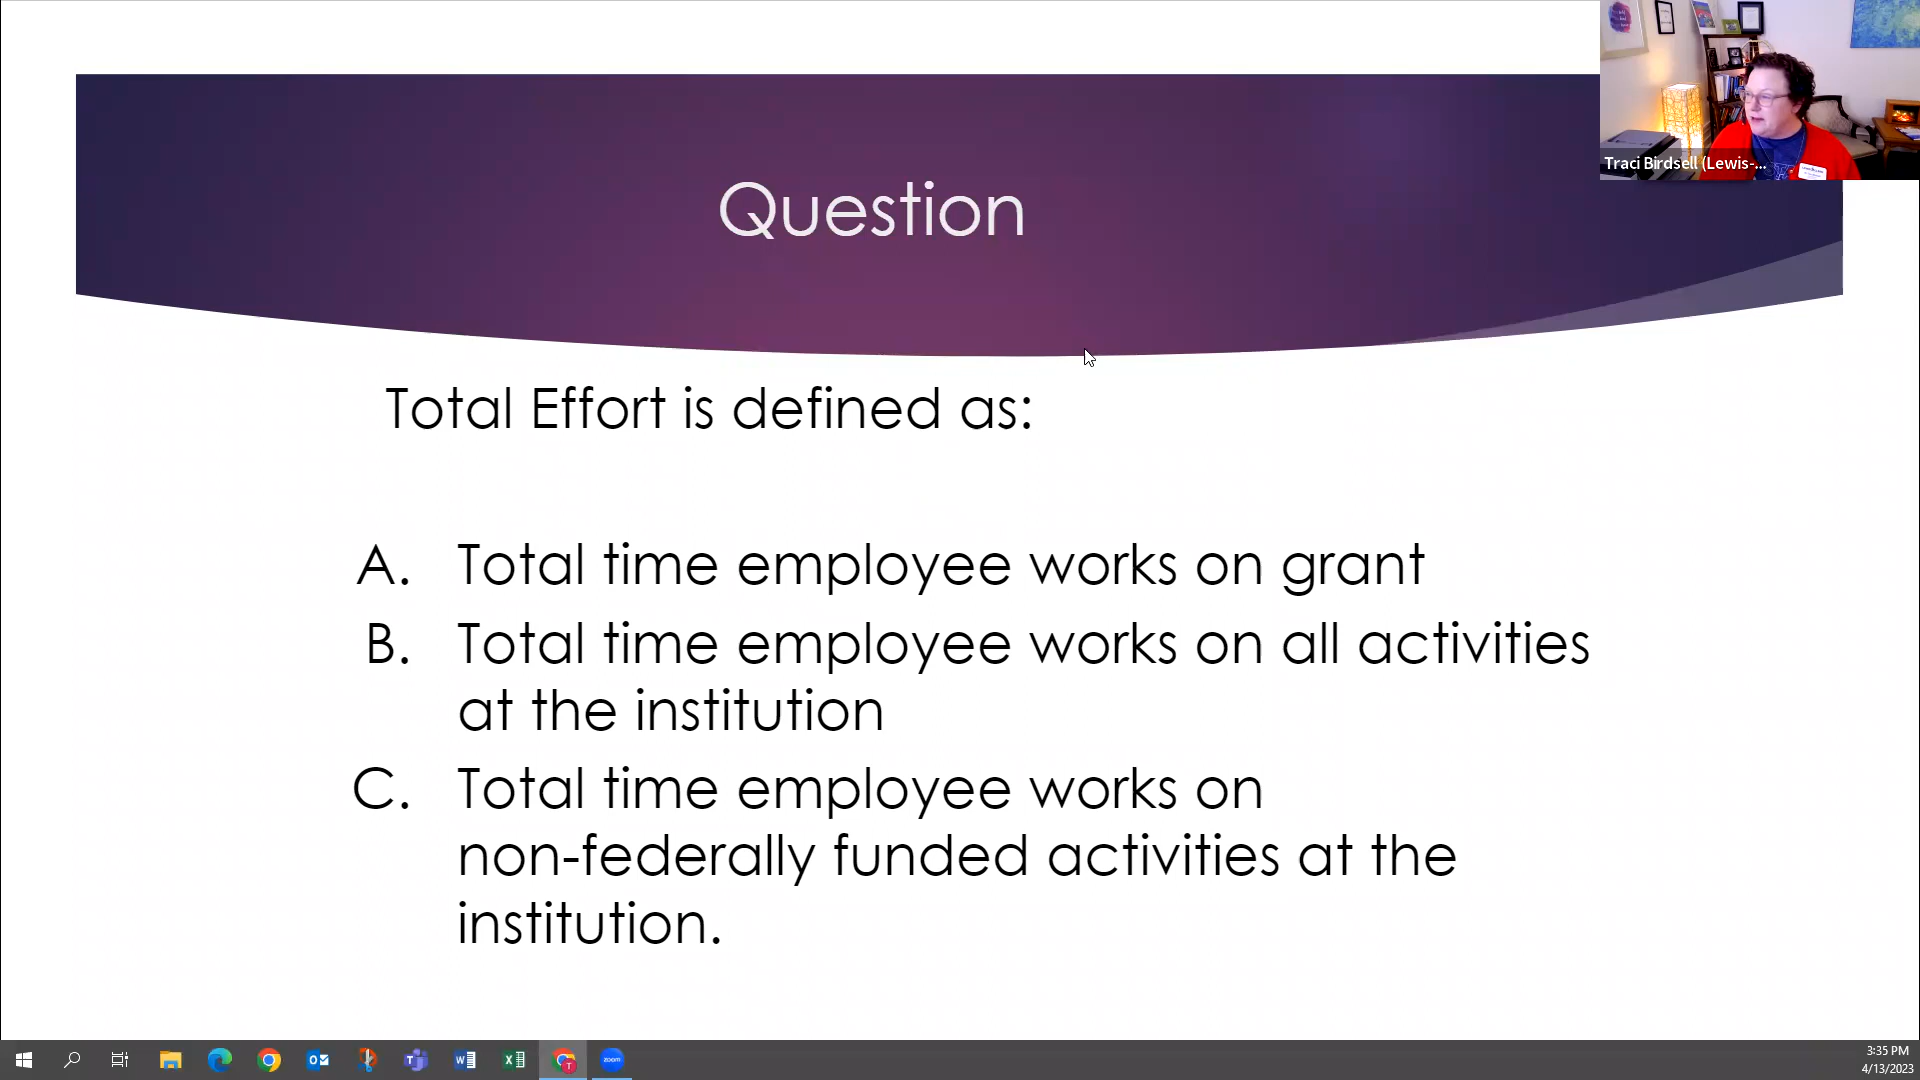 Traci Birdsell (Lewis-...
Question
Total Effort is defined as:
A. Total time employee works on grant
B. Total time employee works on all activities
at the institution
C. Total time employee works on
non-federally funded activities at the
institution.
zoom
3:35 PM
4/13/2023